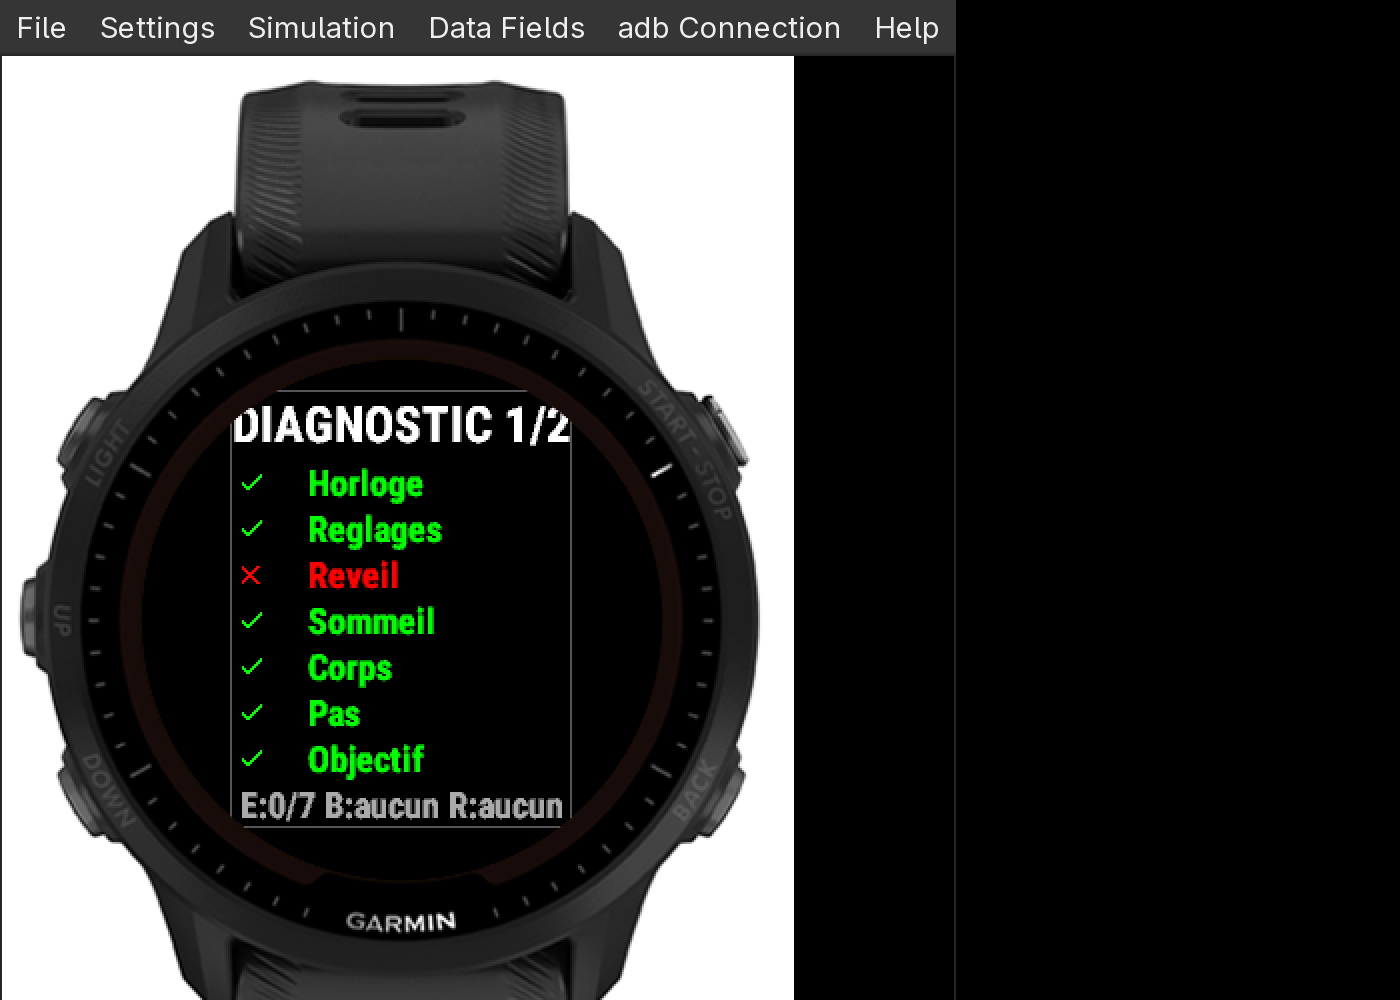 File Settings Simulation Data Fields adb Connection Help
START - STOP
LIGHT
DIAGNOSTIC 1/2
Horloge
Reglages
Reveil
Sommeil
UP
Corps
Pas
Objectif
DOWN
BACK
E:0/7 B:aucun R:aucun
GARMIN